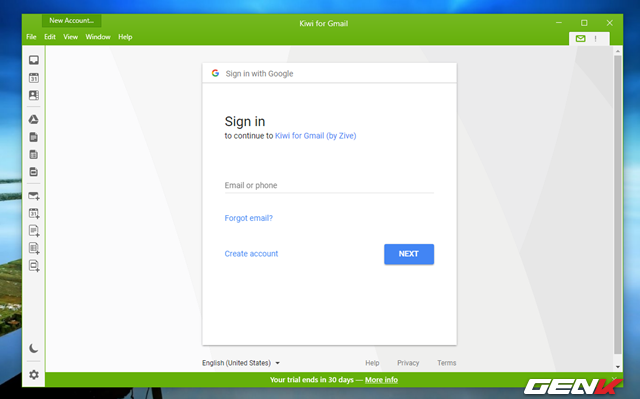 New Account...
Kiwi for Gmail
File Edit View Window Help
31
Sign in with Google
Sign in
to continue to Kiwi for Gmail (by Zive)
Email or phone
Forgot email?
31
Create account
NEXT
English (United States)
Help Privacy Terms
Your trial ends in 30 days — More info
GENK